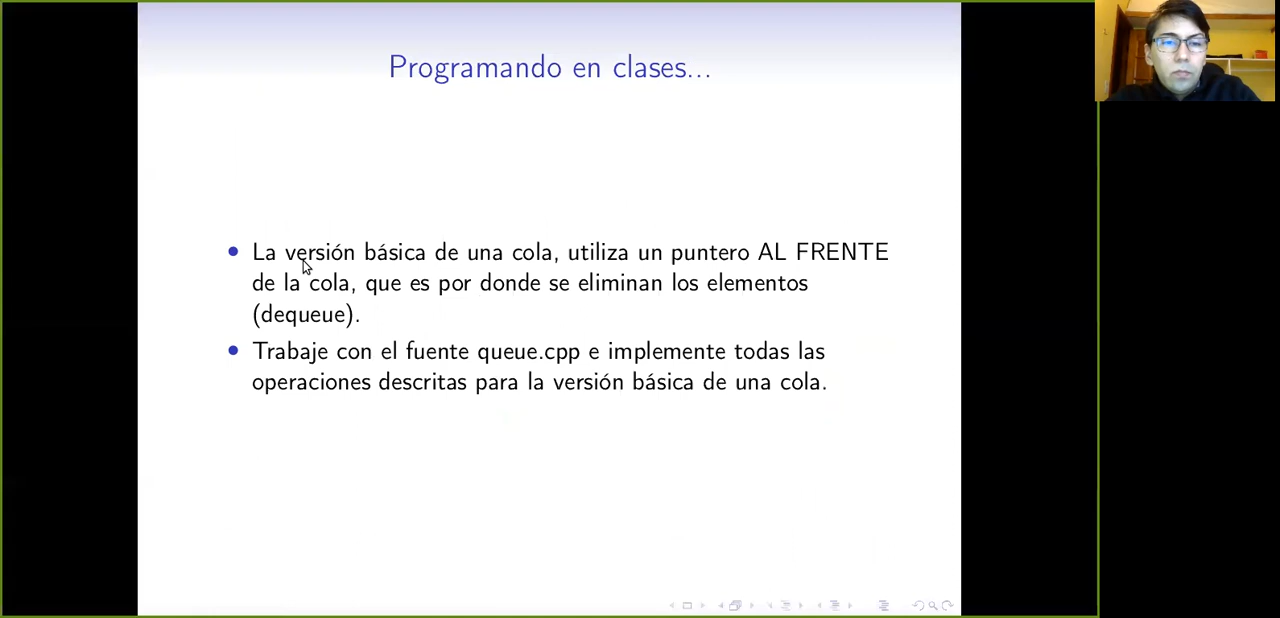 Programando en clases...
La versión básica de una cola, utiliza un puntero AL FRENTE
de la cola, que es por donde se eliminan los elementos
(dequeue).
Trabaje con el fuente queue.cpp e implemente todas las
operaciones descritas para la versión básica de una cola.